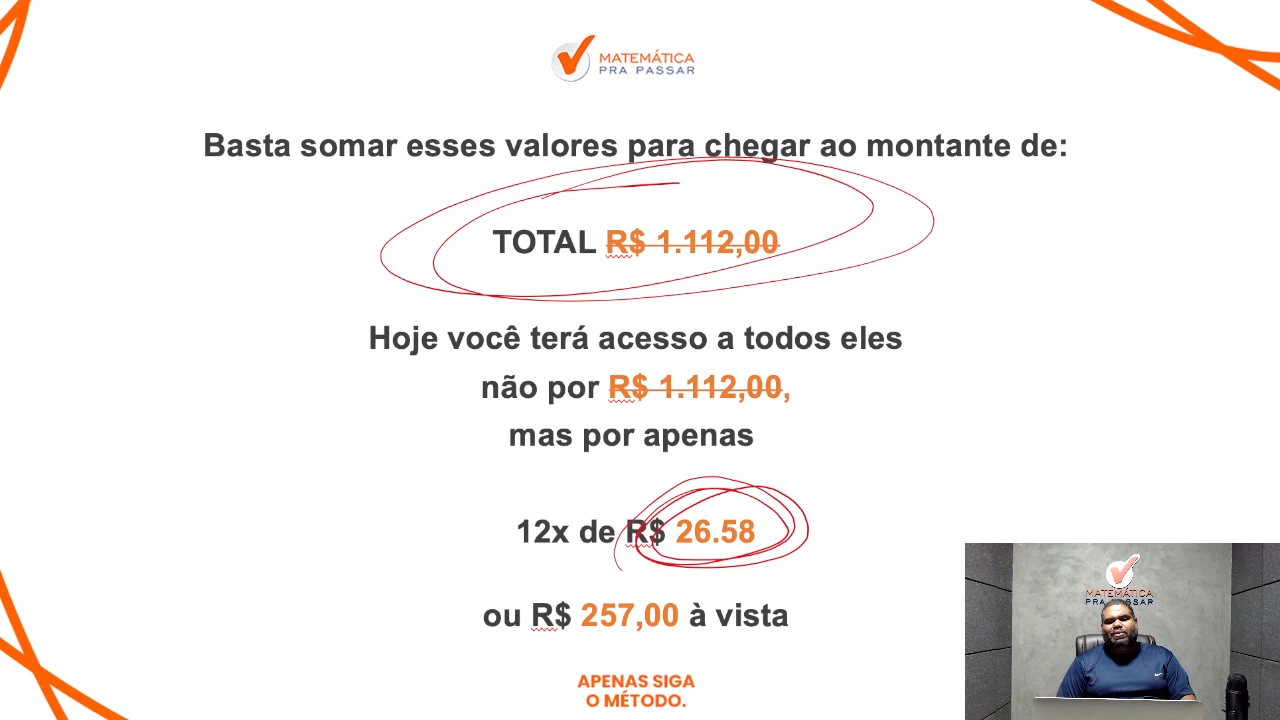 MATEMÁTICA
PRA PASSAR
Basta somar esses valores para chegar ao montante de:
TOTAL R$ 1.112,00
Hoje você terá acesso a todos eles
não por R$ 1.112,00,
mas por apenas
12x de R$ 26.58
ou R$ 257,00 à vista
APENAS SIGA
O MÉTODO.
MATEMÁTICA
PRA PASSAR